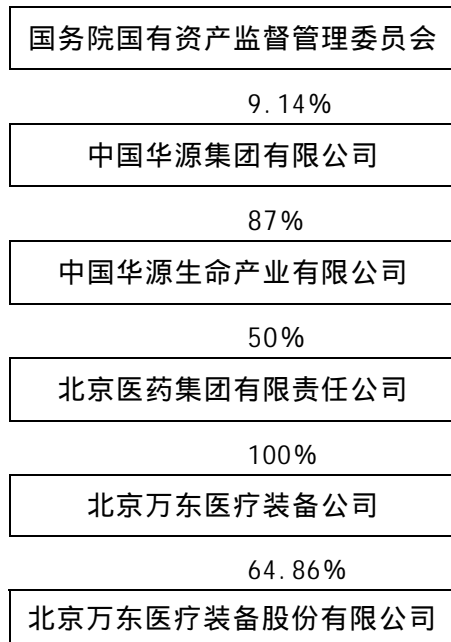 国务院国有资产监督管理委员会
9.14%
中国华源集团有限公司
87%
中国华源生命产业有限公司
50%
北京医药集团有限责任公司
100%
北京万东医疗装备公司
64.86%
北京万东医疗装备股份有限公司